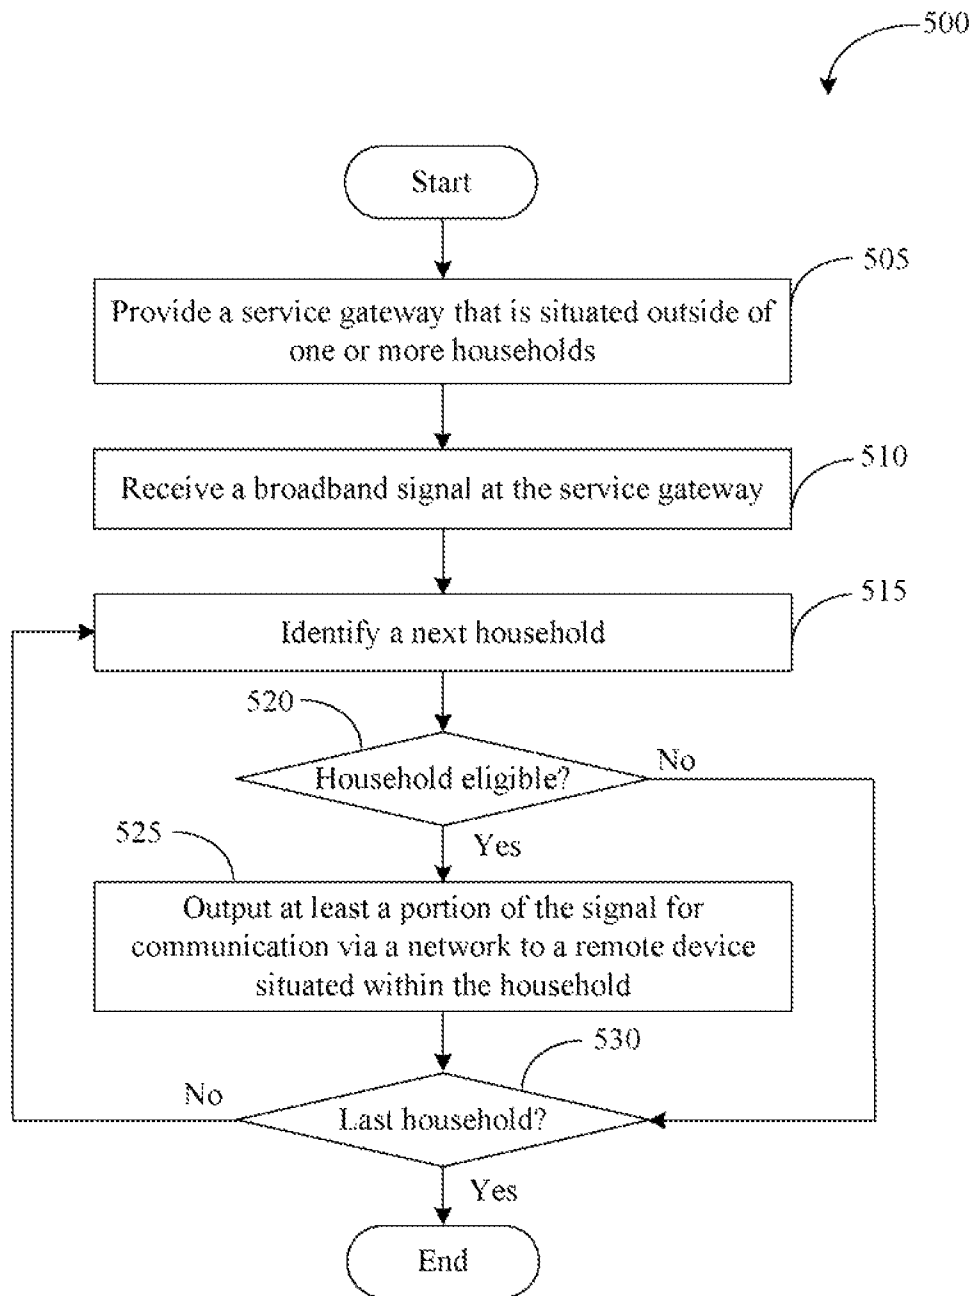 500
Start
505
Provide a service gateway that is situated outside of
one or more households
510
Receive a broadband signal at the service gateway
515
Identify a next household
520
Household eligible?
No
Yes
525
Output at least a portion of the signal for
communication via a network to a remote device
situated within the household
530
No
Last household?
Yes
End